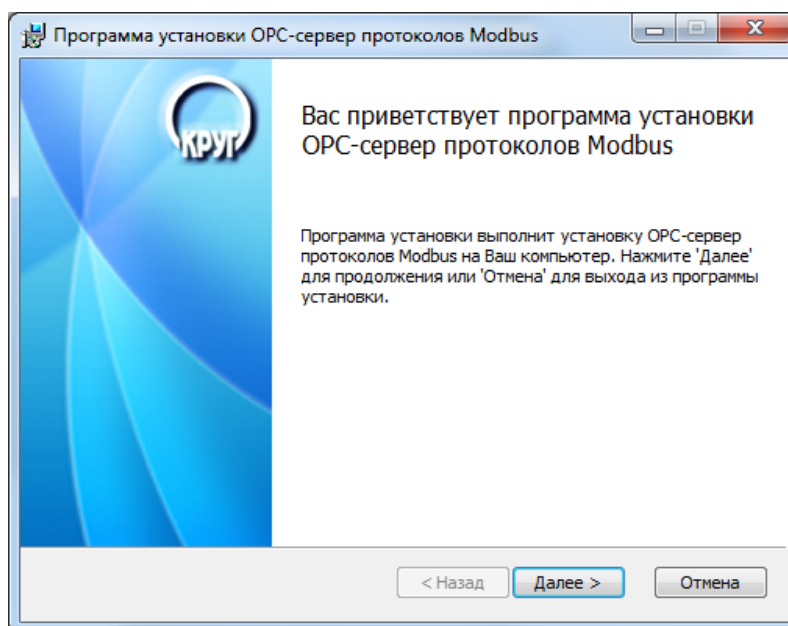 Программа установки OPC-сервер протоколов Modbus
КРУГ
Вас приветствует программа установки
OPC-сервер протоколов Modbus
Программа установки выполнит установку OPC-сервер
протоколов Modbus на Ваш компьютер. Нажмите 'Далее'
для продолжения или 'Отмена' для выхода из программы
установки.
< Назад
Далее >
Отмена